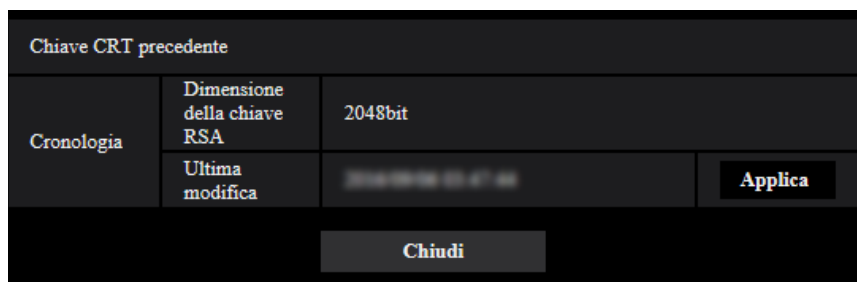 Chiave CRT precedente
Cronologia
Dimensione
della chiave
RSA
2048bit
Ultima
modifica
Applica
Chiudi